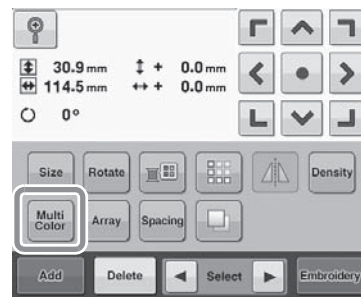 30.9 mm + 0.0 mm
114.5 mm + 0.0 mm
0°
Size Rotate Density
Multi Color Array Spacing
Add Delete Select Embroidery